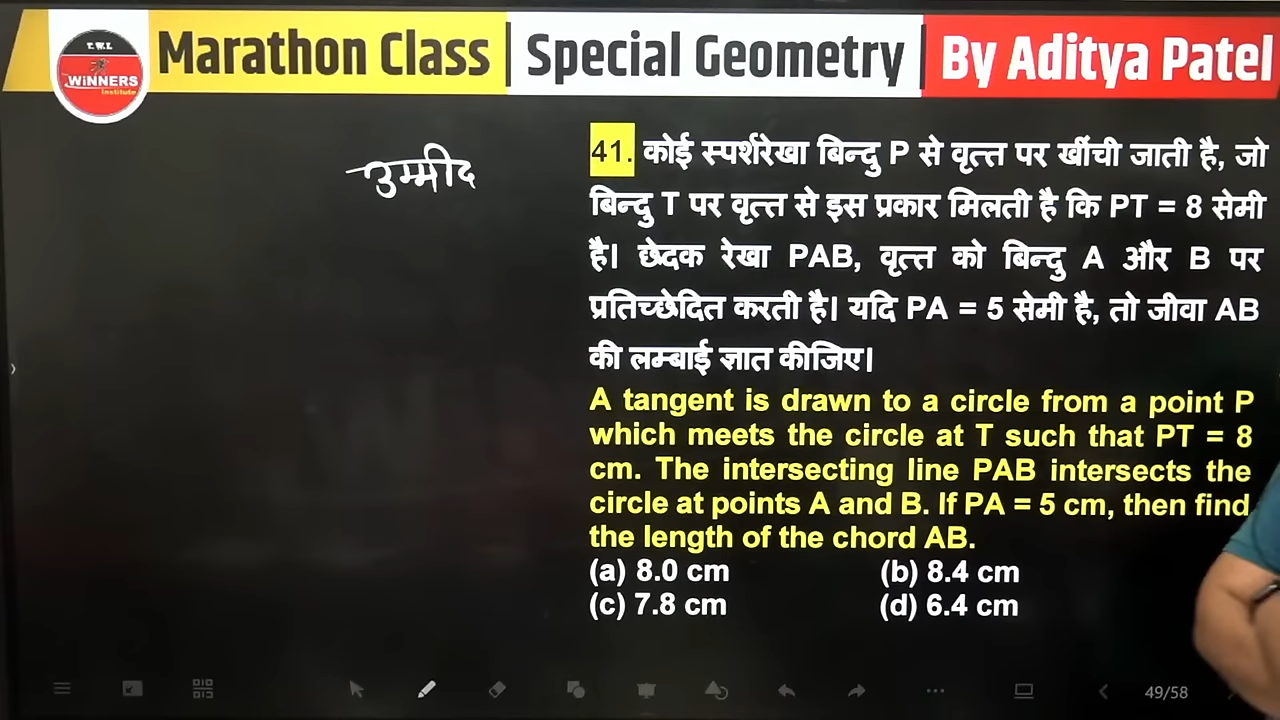 T.W.I.
WINNERS
Institute
Marathon Class | Special Geometry | By Aditya Patel
उम्मीद
41. कोई स्पर्शरेखा बिन्दु P से वृत्त पर खींची जाती है, जो
बिन्दु T पर वृत्त से इस प्रकार मिलती है कि PT = 8 सेमी
है। छेदक रेखा PAB, वृत्त को बिन्दु A और B पर
प्रतिच्छेदित करती है। यदि PA = 5 सेमी है, तो जीवा AB
की लम्बाई ज्ञात कीजिए।
A tangent is drawn to a circle from a point P
which meets the circle at T such that PT = 8
cm. The intersecting line PAB intersects the
circle at points A and B. If PA = 5 cm, then find
the length of the chord AB.
(a) 8.0 cm (b) 8.4 cm
(c) 7.8 cm (d) 6.4 cm
49/58